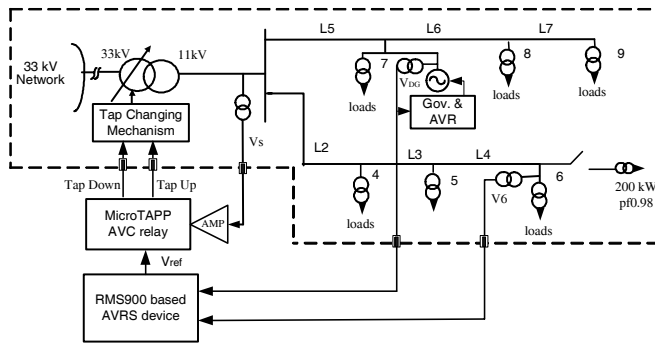 33kV
11kV
33 kV
Network
Tap Changing
Mechanism
L5
L6
L7
7
8
9
VDG
loads
Gov. &
AVR
loads
loads
Vs
L2
L3
L4
4
5
6
V6
loads
loads
200 kW
pf0.98
Tap Down
Tap Up
MicroTAPP
AVC relay
AMP
Vref
RMS900 based
AVRS device